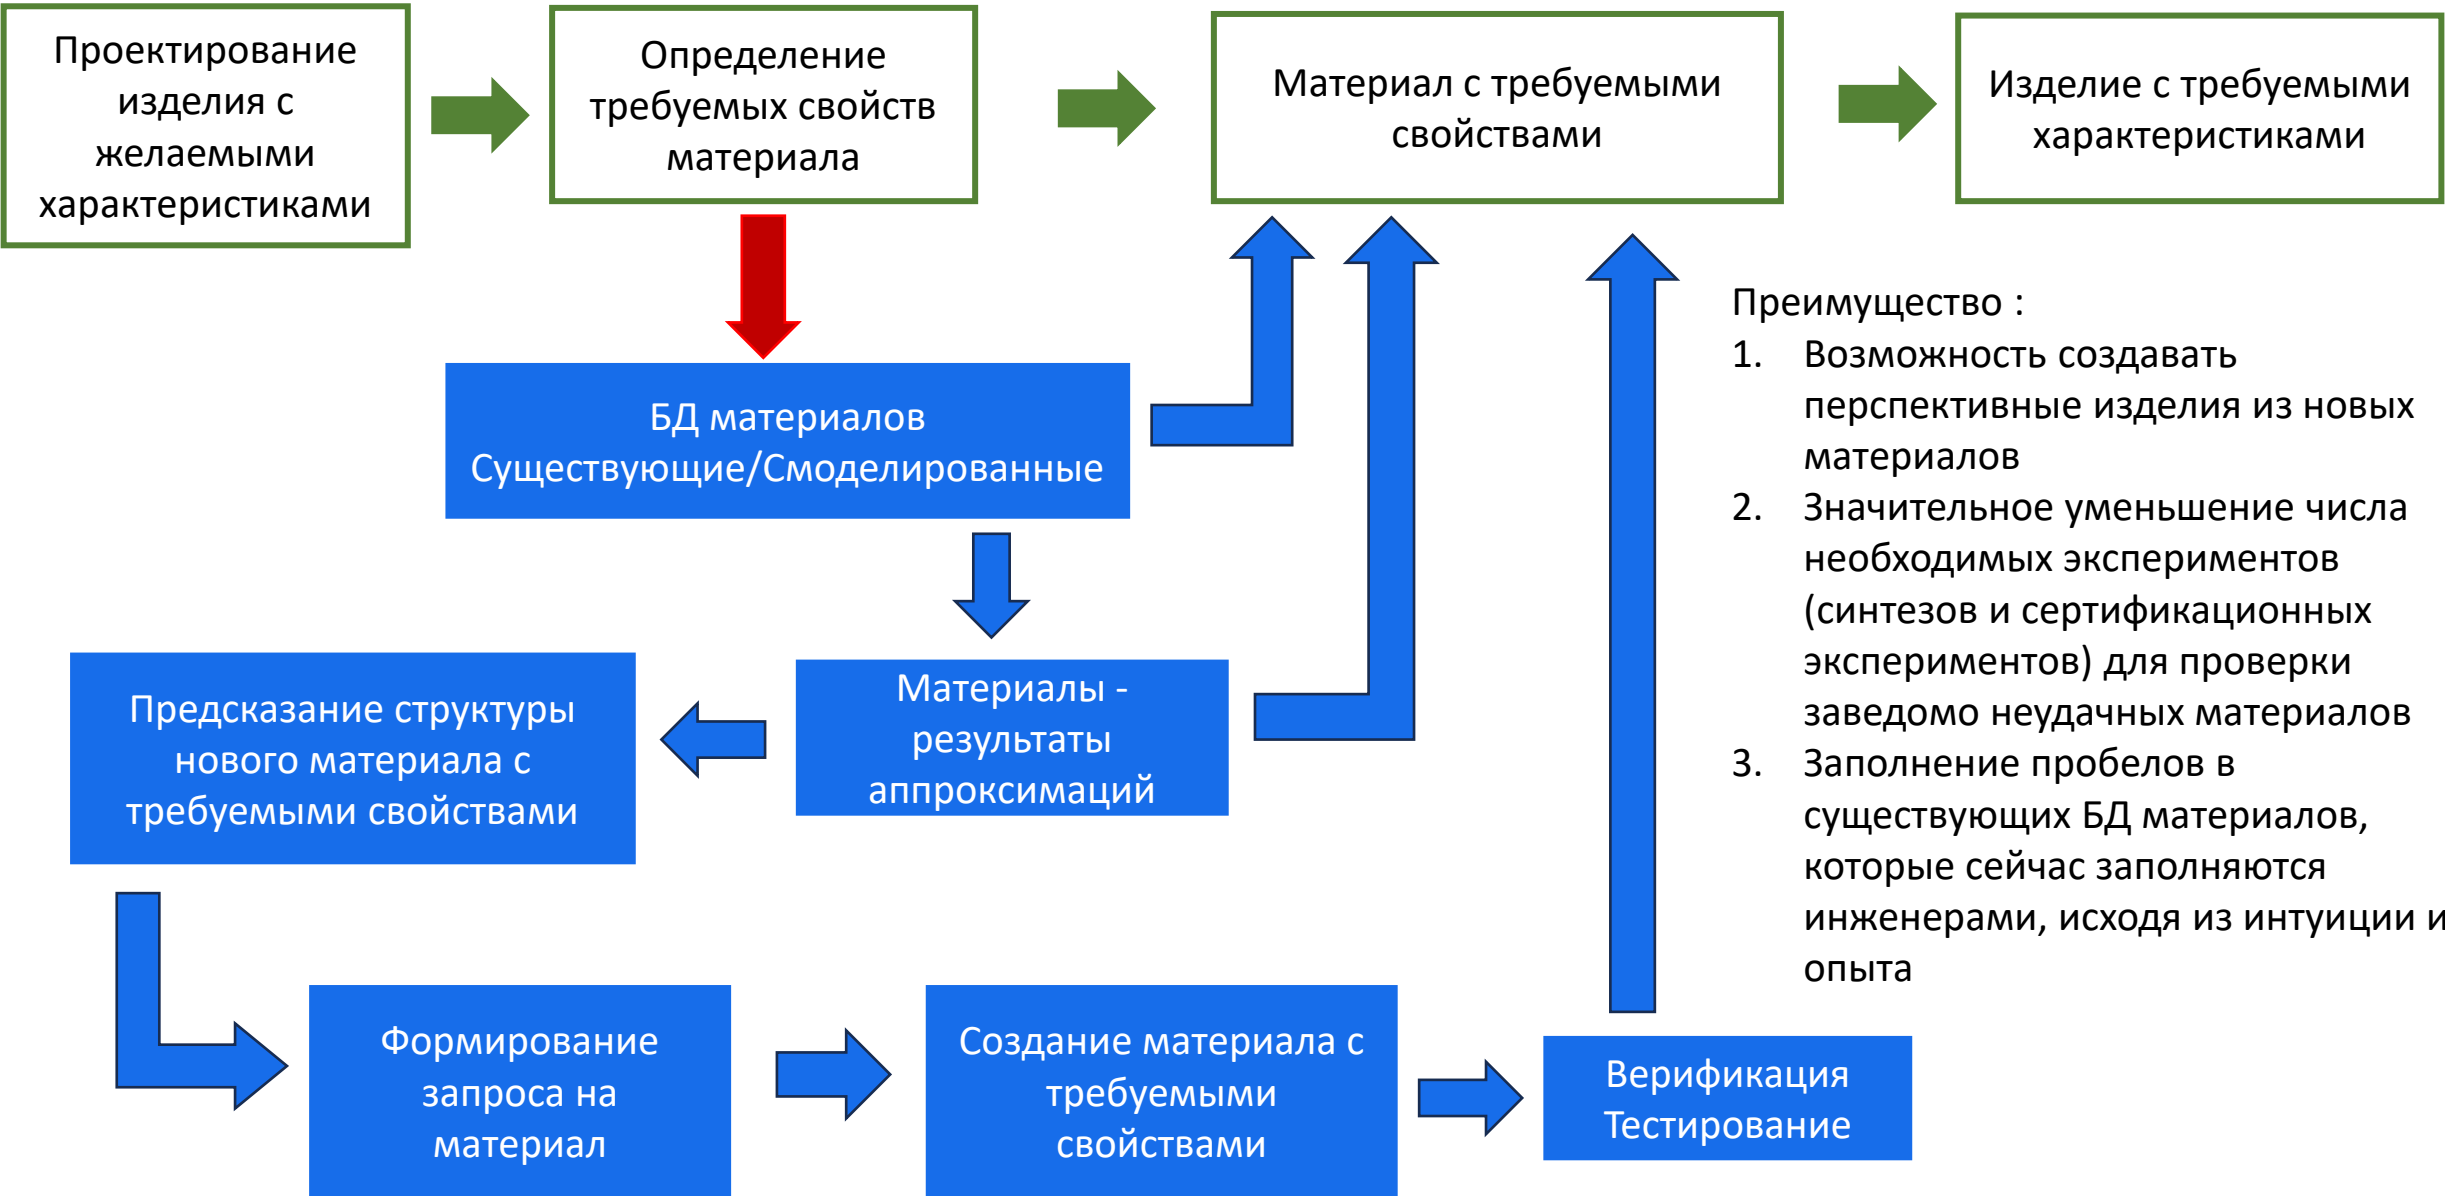 Проектирование
изделия с
желаемыми
характеристиками
Определение
требуемых свойств
материала
Материал с требуемыми
свойствами
Изделие с требуемыми
характеристиками
БД материалов
Существующие/Смоделированные
Материалы -
результаты
аппроксимаций
Предсказание структуры
нового материала с
требуемыми свойствами
Формирование
запроса на
материал
Создание материала с
требуемыми
свойствами
Верификация
Тестирование
Преимущество :
1. Возможность создавать
перспективные изделия из новых
материалов
2. Значительное уменьшение числа
необходимых экспериментов
(синтезов и сертификационных
экспериментов) для проверки
заведомо неудачных материалов
3. Заполнение пробелов в
существующих БД материалов,
которые сейчас заполняются
инженерами, исходя из интуиции и
опыта